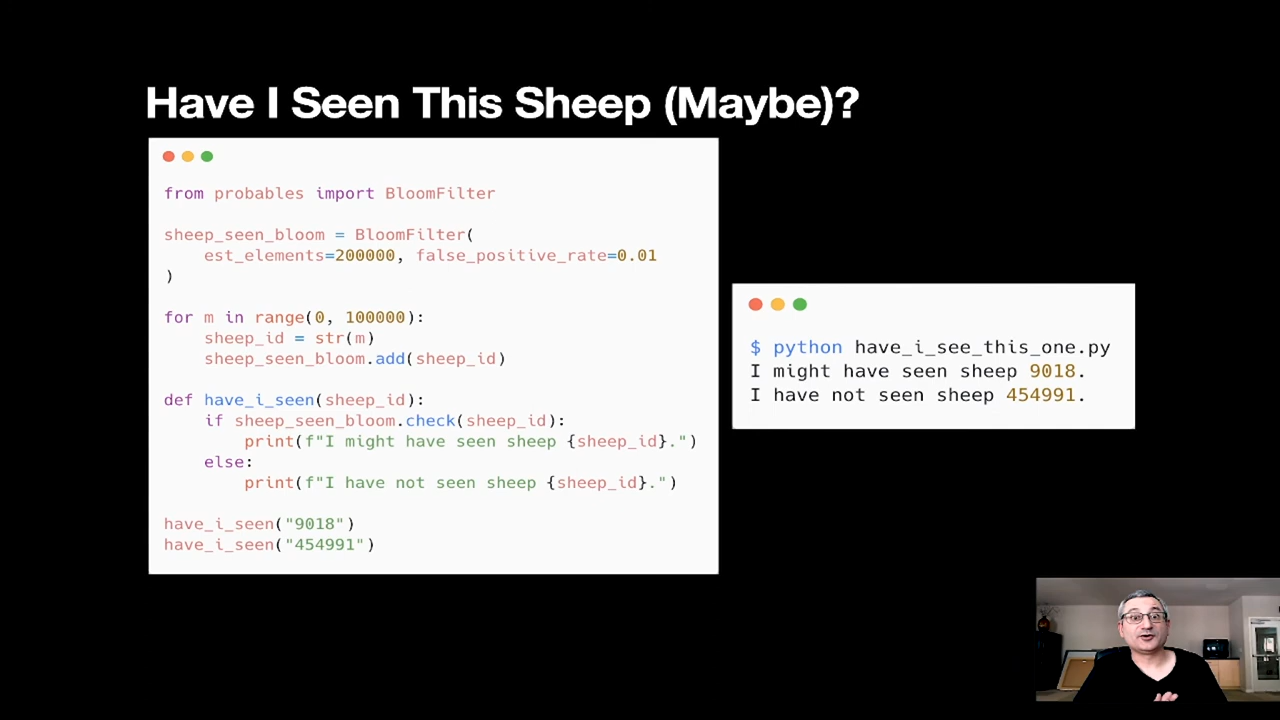 Have I Seen This Sheep (Maybe)?
from probables import BloomFilter
sheep_seen_bloom = BloomFilter(
    est_elements=200000, false_positive_rate=0.01
)
for m in range(0, 100000):
    sheep_id = str(m)
    sheep_seen_bloom.add(sheep_id)
def have_i_seen(sheep_id):
    if sheep_seen_bloom.check(sheep_id):
        print(f"I might have seen sheep {sheep_id}.")
    else:
        print(f"I have not seen sheep {sheep_id}.")
have_i_seen("9018")
have_i_seen("454991")
$ python have_i_see_this_one.py
I might have seen sheep 9018.
I have not seen sheep 454991.